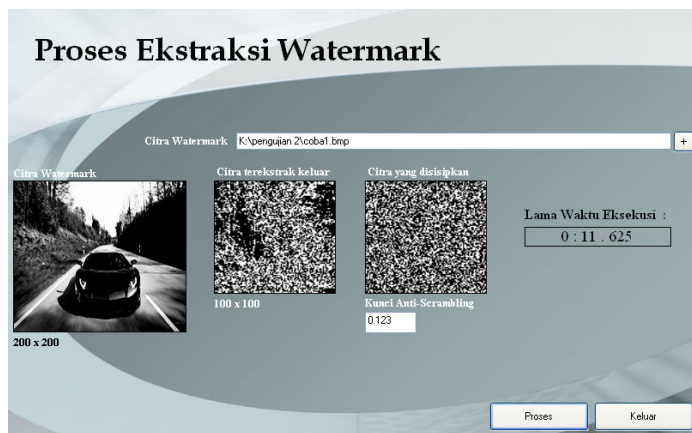 Proses Ekstraksi Watermark
Citra Watermark K:\pengujian 2\coba1.bmp +
Citra Watermark
Citra terekstrak keluar
Citra yang disisipkan
Lama Waktu Eksekusi :
0 : 11 . 625
100 x 100
Kunci Anti-Scrambling
0.123
200 x 200
Proses
Keluar